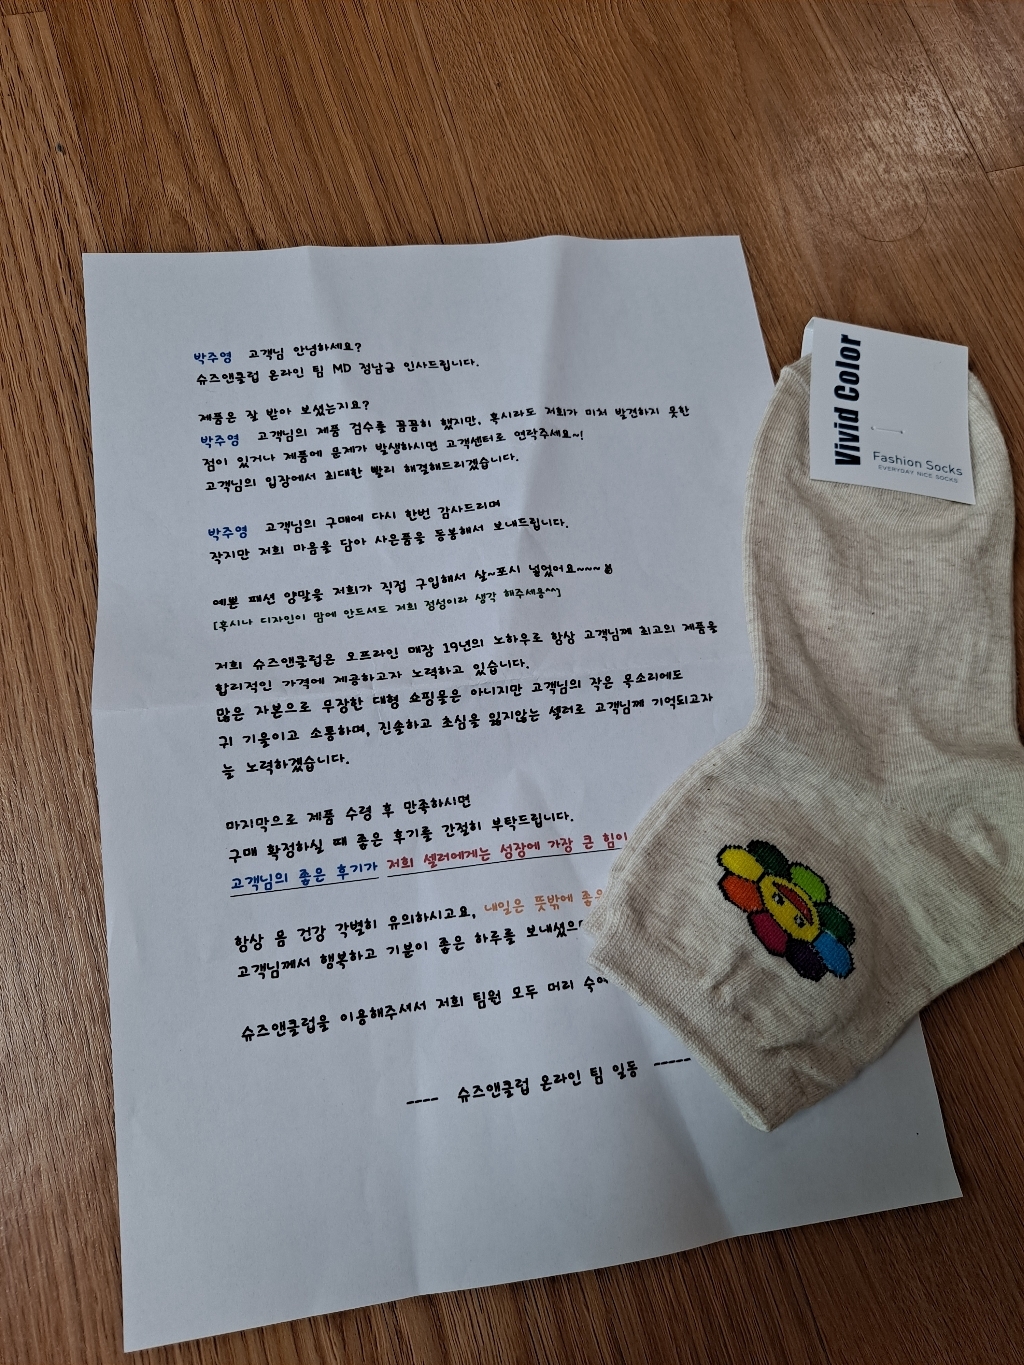 박주영 고객님 안녕하세요?
슈즈앤클럽 온라인 팀 MD 정남규 인사드립니다.
제품은 잘 받아 보셨는지요?
박주영 고객님의 제품 검수를 꼼꼼히 했지만, 혹시라도 저희가 미처 발견하지 못한
점이 있거나 제품에 문제가 발생하시면 고객센터로 연락주세요~!
고객님의 입장에서 최대한 빨리 해결해드리겠습니다.
박주영 고객님의 구매에 다시 한번 감사드리며
작지만 저희 마음을 담아 사은품을 동봉해서 보내드립니다.
예쁜 패션 양말을 저희가 직접 구입해서 살~포시 넣었어요~~~
[혹시나 디자인이 맘에 안드셔도 저희 정성이라 생각 해주세용^^]
저희 슈즈앤클럽은 오프라인 매장 19년의 노하우로 항상 고객님께 최고의 제품을
합리적인 가격에 제공하고자 노력하고 있습니다.
많은 자본으로 무장한 대형 쇼핑몰은 아니지만 고객님의 작은 목소리에도
귀 기울이고 소통하며, 진솔하고 초심을 잃지않는 셀러로 고객님께 기억되고자
늘 노력하겠습니다.
마지막으로 제품 수령 후 만족하시면
구매 확정하실 때 좋은 후기를 간절히 부탁드립니다.
고객님의 좋은 후기가 저희 셀러에게는 성장에 가장 큰 힘이
항상 몸 건강 각별히 유의하시고요, 내일은 뜻밖에 좋은
고객님께서 행복하고 기분이 좋은 하루를 보내셨으
슈즈앤클럽을 이용해주셔서 저희 팀원 모두 머리 숙여
---- 슈즈앤클럽 온라인 팀 일동 -----
Vivid Color
Fashion Socks
EVERYDAY NICE SOCKS